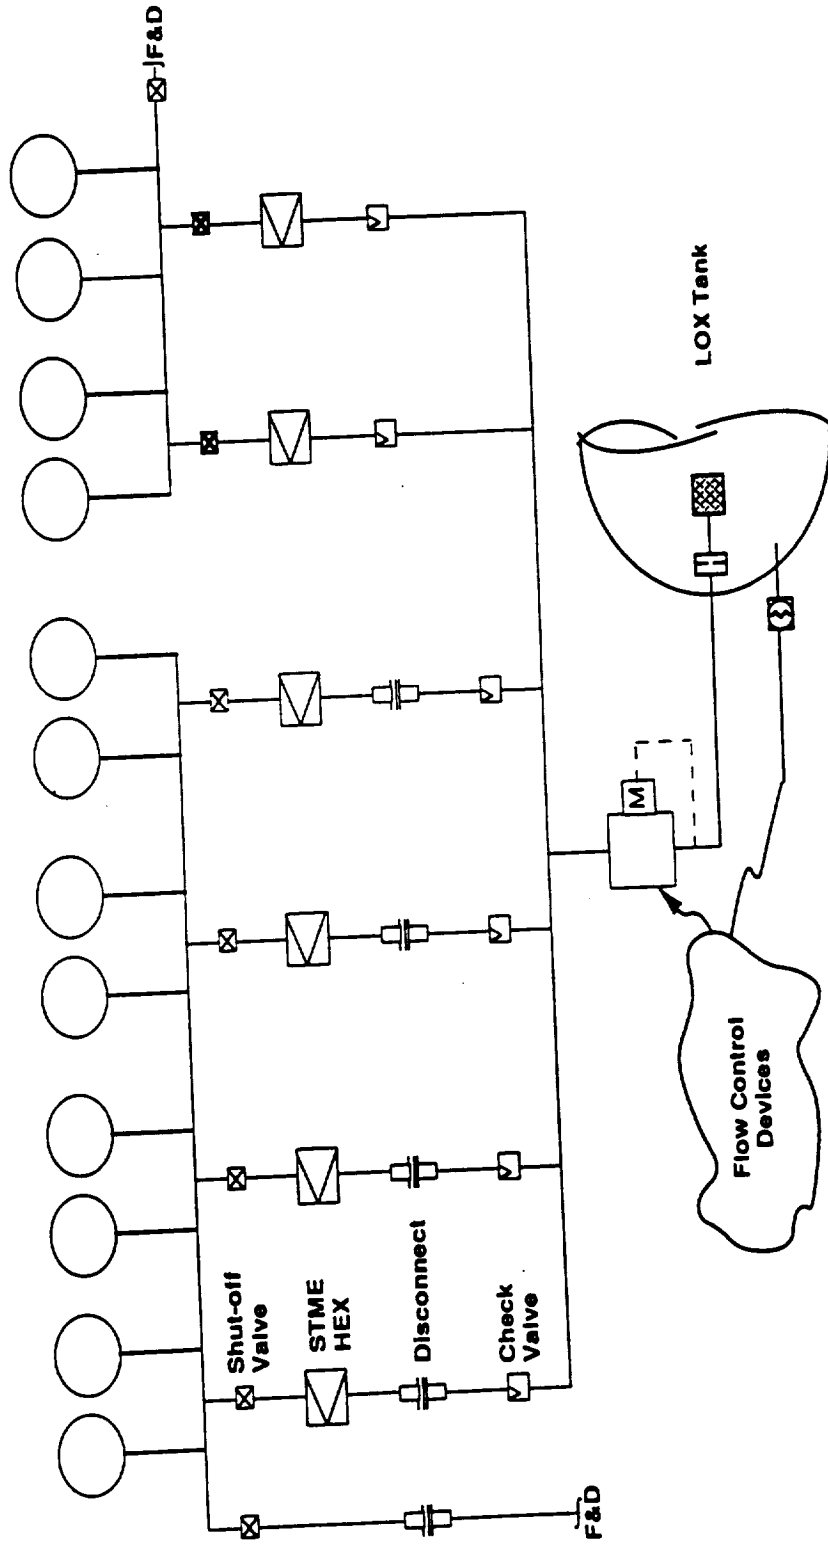 F&D
LOX Tank
M
Flow Control
Devices
Shut-off
Valve
STME
HEX
Disconnect
Check
Valve
F&D